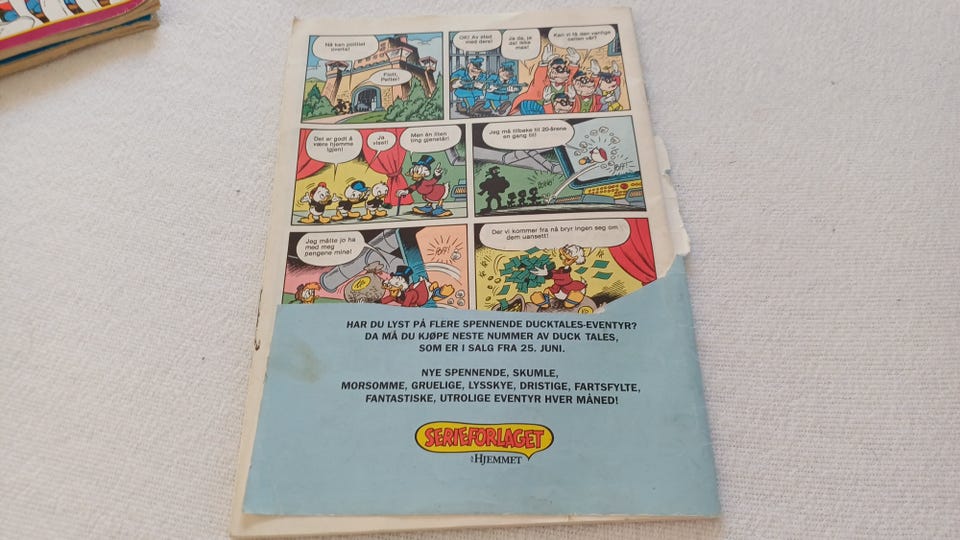 Nå kan politiet
overta!
Flott,
Petter!
OK! Av sted
med dere!
Ja da, ja
da! Ikke
mas!
Kan vi få den vanlige
cellen vår?
Det er godt å
være hjemme
igjen!
Ja,
visst!
Men én liten
ting gjenstår!
Jeg må tilbake til 20-årene
en gang til!
Jeg måtte jo ha
med meg
pengene mine!
Der vi kommer fra nå bryr ingen seg om
dem uansett!
HAR DU LYST PÅ FLERE SPENNENDE DUCKTALES-EVENTYR?
DA MÅ DU KJØPE NESTE NUMMER AV DUCK TALES,
SOM ER I SALG FRA 25. JUNI.
NYE SPENNENDE, SKUMLE,
MORSOMME, GRUELIGE, LYSSKYE, DRISTIGE, FARTSFYLTE,
FANTASTISKE, UTROLIGE EVENTYR HVER MÅNED!
SERIEFORLAGET
HJEMMET